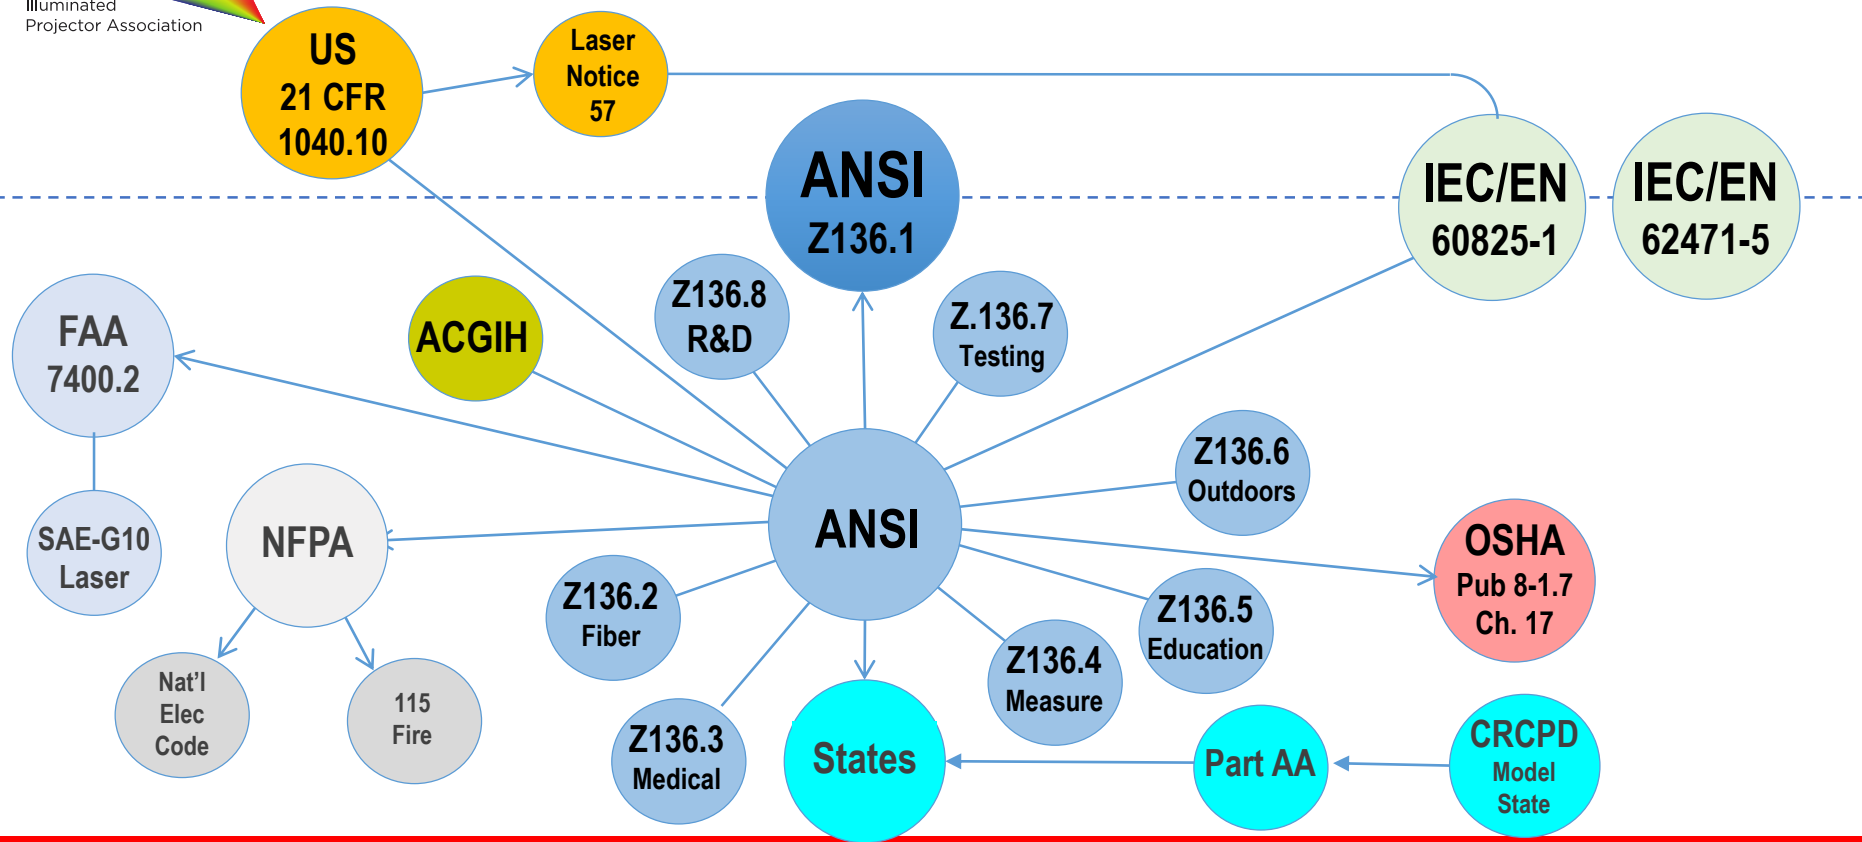 Illuminated
Projector Association
US
21 CFR
1040.10
Laser
Notice
57
ANSI
Z136.1
IEC/EN
60825-1
IEC/EN
62471-5
FAA
7400.2
ACGIH
Z136.8
R&D
Z.136.7
Testing
Z136.6
Outdoors
SAE-G10
Laser
NFPA
ANSI
OSHA
Pub 8-1.7
Ch. 17
Z136.2
Fiber
Z136.5
Education
Z136.4
Measure
Nat'l
Elec
Code
115
Fire
Z136.3
Medical
States
Part AA
CRCPD
Model
State